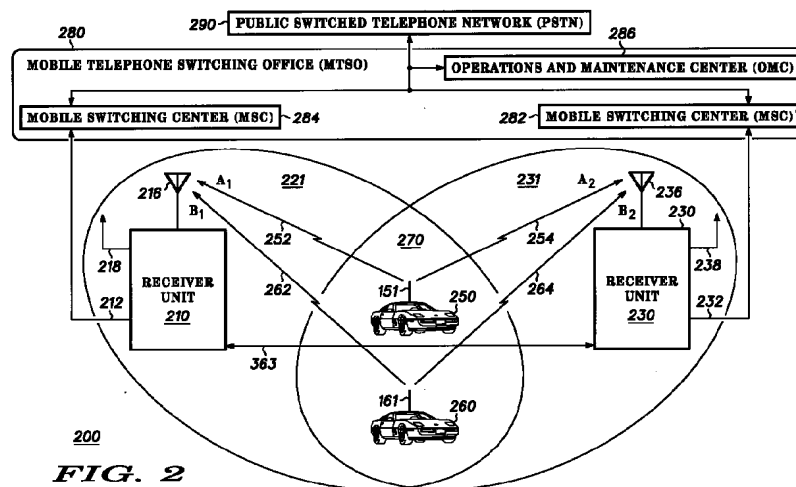 290 PUBLIC SWITCHED TELEPHONE NETWORK (PSTN)
280 286
MOBILE TELEPHONE SWITCHING OFFICE (MTSO) OPERATIONS AND MAINTENANCE CENTER (OMC)
MOBILE SWITCHING CENTER (MSC) 284 282 MOBILE SWITCHING CENTER (MSC)
216 A1 221 231 A2 236
B1 B2 230
252 270 254
218 262 264 238
RECEIVER UNIT 210
151 250
RECEIVER UNIT 230
212 232
363
161 260
200
FIG. 2